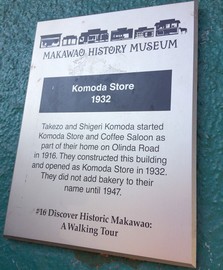 MAKAWAO HISTORY MUSEUM
Komoda Store
1932
Takezo and Shigeri Komoda started
Komoda Store and Coffee Saloon as
part of their home on Olinda Road
in 1916. They constructed this building
and opened as Komoda Store in 1932.
They did not add bakery to their
name until 1947.
#16 Discover Historic Makawao:
A Walking Tour